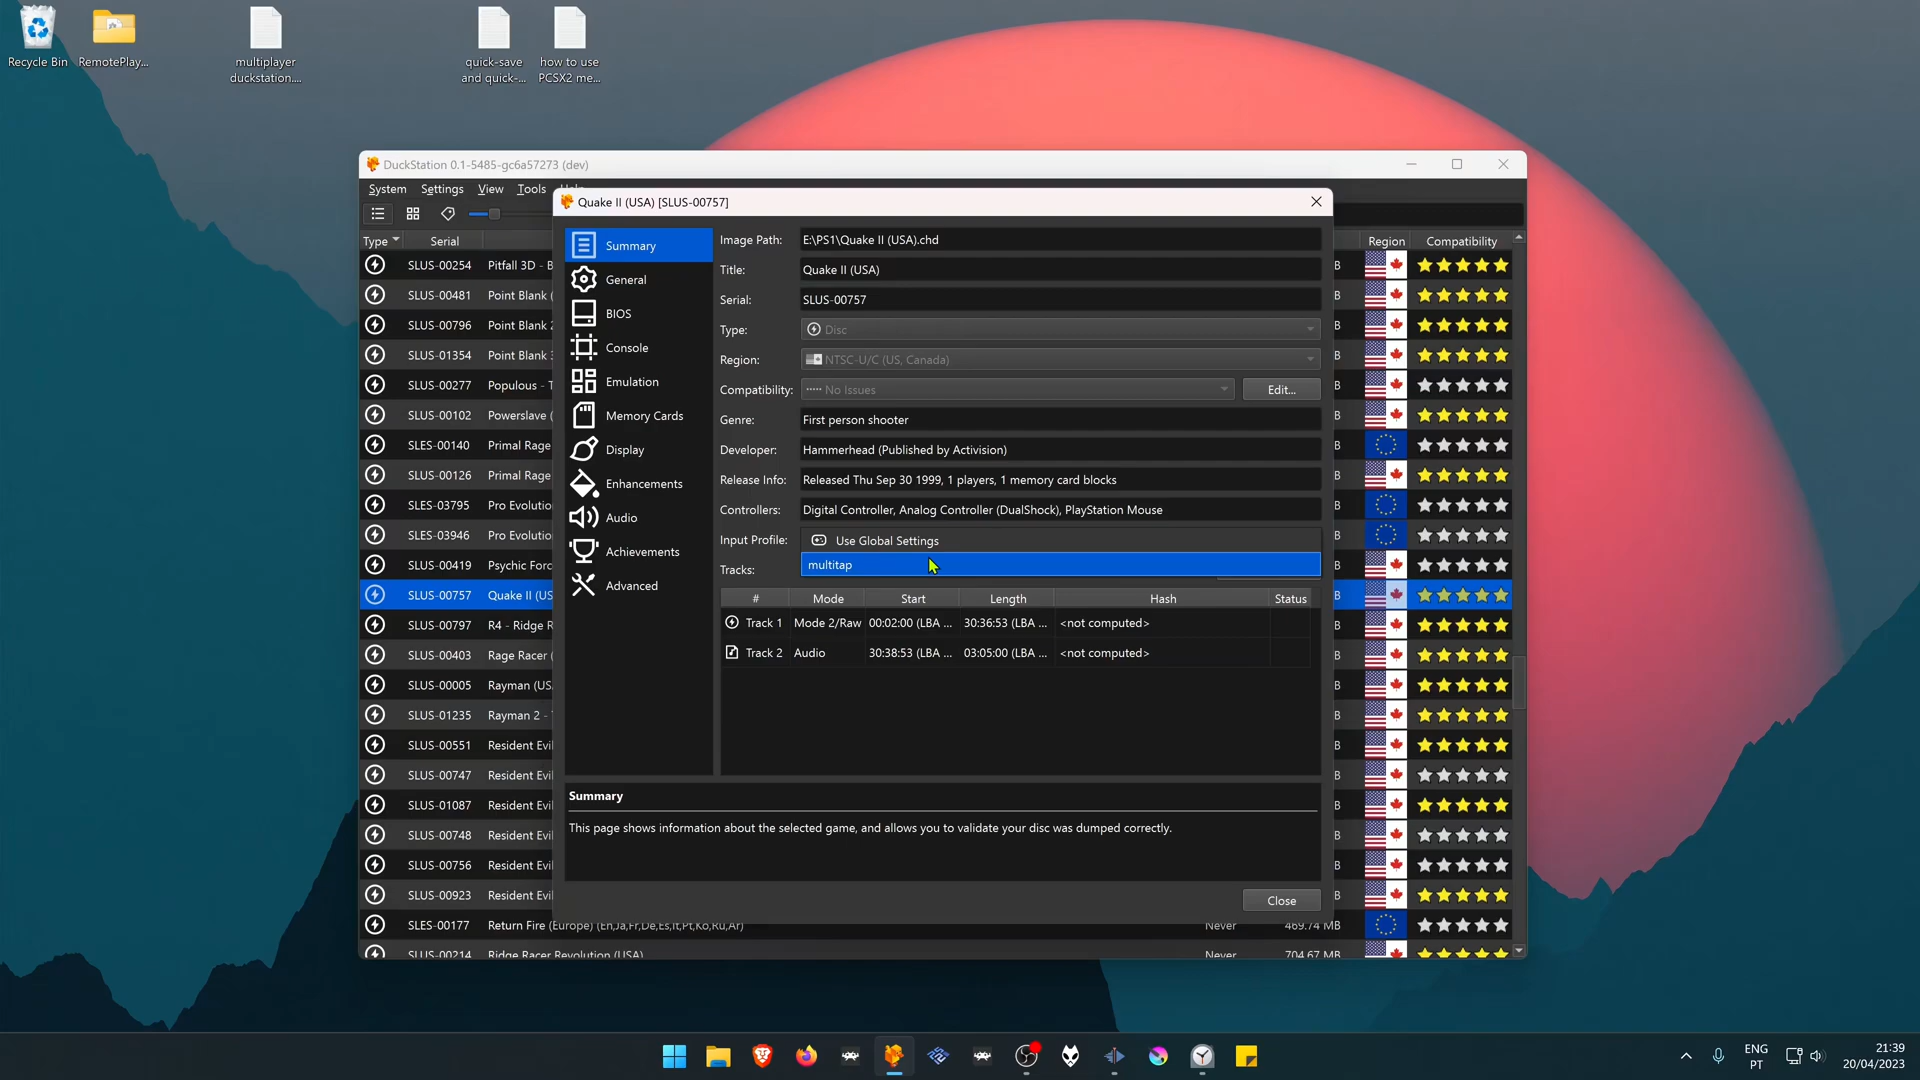 Recycle Bin
RemotePlay...
multiplayer
duckstation....
quick-save
and quick-...
how to use
PCSX2 me...
DuckStation 0.1-5485-gc6a57273 (dev)
System Settings View Tools Help
Quake II (USA) [SLUS-00757]
Type Serial Region Compatibility
SLUS-00254 Pitfall 3D - B
SLUS-00481 Point Blank (
SLUS-00796 Point Blank 2
SLUS-01354 Point Blank 3
SLUS-00277 Populous - T
SLUS-00102 Powerslave (
SLES-00140 Primal Rage
SLUS-00126 Primal Rage
SLES-03795 Pro Evolutio
SLES-03946 Pro Evolutio
SLUS-00419 Psychic Forc
SLUS-00757 Quake II (US
SLUS-00797 R4 - Ridge R
SLUS-00403 Rage Racer (
SLUS-00005 Rayman (US
SLUS-01235 Rayman 2 - 
SLUS-00551 Resident Evi
SLUS-00747 Resident Evi
SLUS-01087 Resident Evi
SLUS-00748 Resident Evi
SLUS-00756 Resident Evi
SLUS-00923 Resident Evi
SLES-00177 Return Fire (Europe) (En,Ja,Fr,De,Es,It,Pt,Ko,Ru,Ar) Never 469.74 MB
SLUS-00214 Ridge Racer Revolution (USA) Never 704.67 MB
Summary
General
BIOS
Console
Emulation
Memory Cards
Display
Enhancements
Audio
Achievements
Advanced
Image Path: E:\PS1\Quake II (USA).chd
Title: Quake II (USA)
Serial: SLUS-00757
Type: Disc
Region: NTSC-U/C (US, Canada)
Compatibility: No Issues Edit...
Genre: First person shooter
Developer: Hammerhead (Published by Activision)
Release Info: Released Thu Sep 30 1999, 1 players, 1 memory card blocks
Controllers: Digital Controller, Analog Controller (DualShock), PlayStation Mouse
Input Profile: Use Global Settings
multitap
Tracks:
# Mode Start Length Hash Status
Track 1 Mode 2/Raw 00:02:00 (LBA ... 30:36:53 (LBA ... <not computed>
Track 2 Audio 30:38:53 (LBA ... 03:05:00 (LBA ... <not computed>
Summary
This page shows information about the selected game, and allows you to validate your disc was dumped correctly.
Close
ENG
PT
21:39
20/04/2023